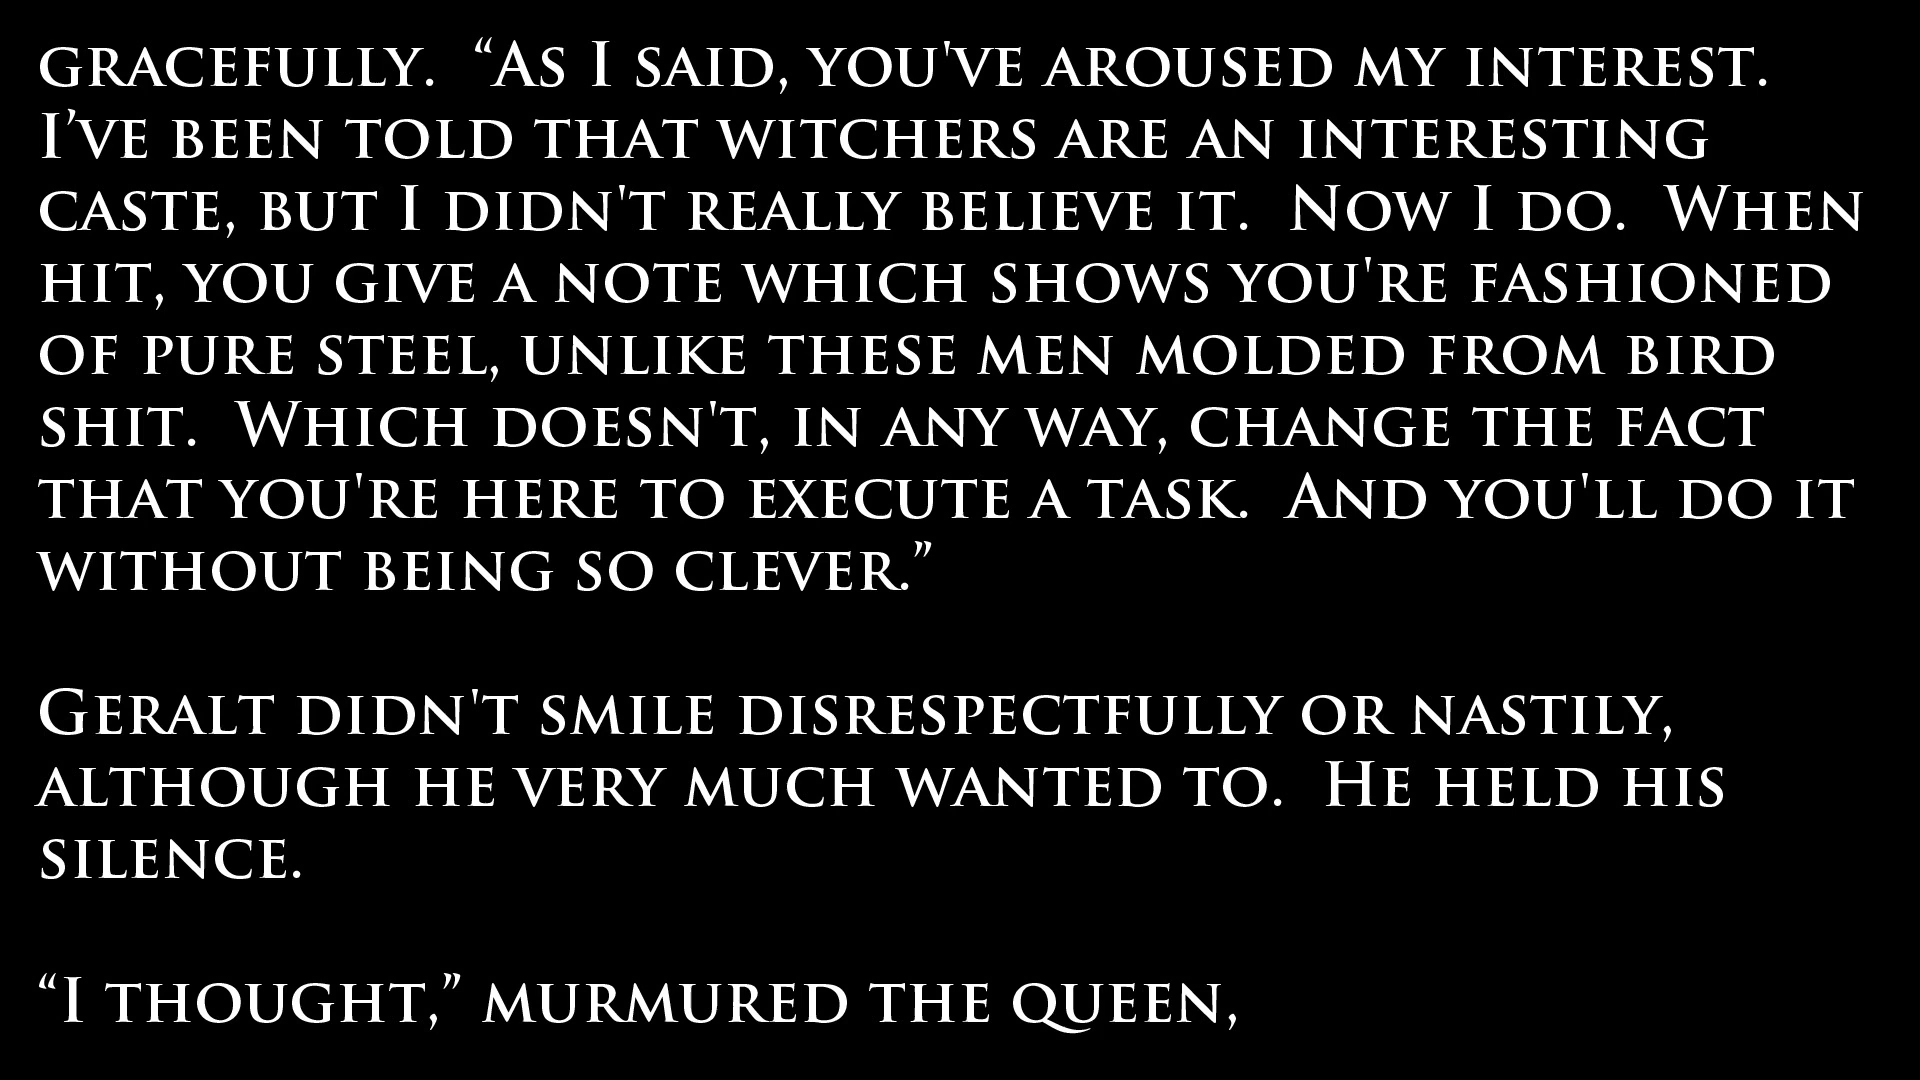 gracefully.  “As I said, you've aroused my interest.
I’ve been told that witchers are an interesting
caste, but I didn't really believe it.  Now I do.  When
hit, you give a note which shows you're fashioned
of pure steel, unlike these men molded from bird
shit.  Which doesn't, in any way, change the fact
that you're here to execute a task.  And you'll do it
without being so clever.”
Geralt didn't smile disrespectfully or nastily,
although he very much wanted to.  He held his
silence.
“I thought,” murmured the queen,